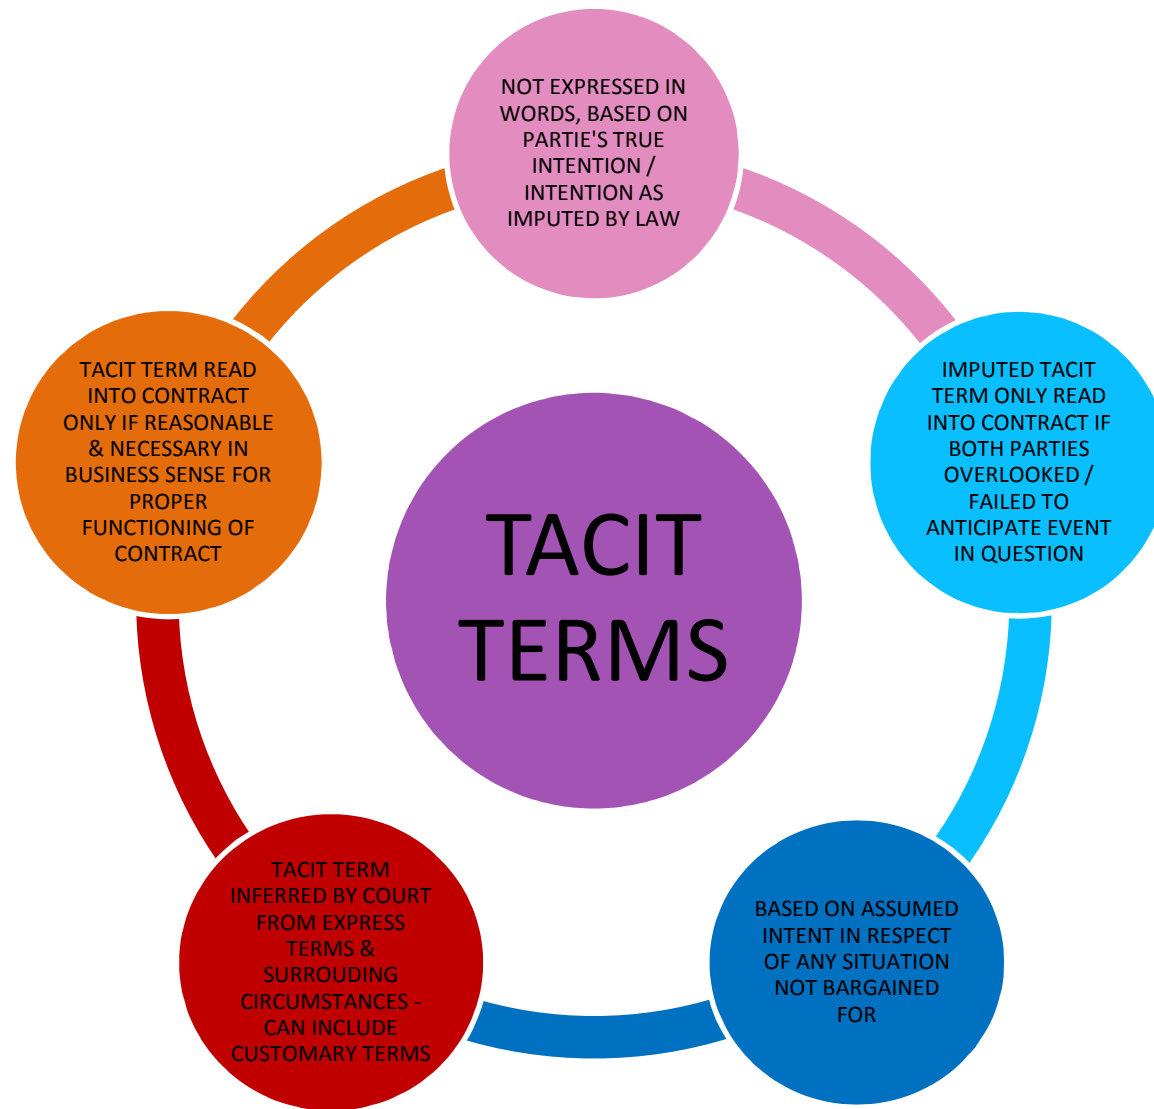 NOT EXPRESSED IN
WORDS, BASED ON
PARTIE'S TRUE
INTENTION /
INTENTION AS
IMPUTED BY LAW
IMPUTED TACIT
TERM ONLY READ
INTO CONTRACT IF
BOTH PARTIES
OVERLOOKED /
FAILED TO
ANTICIPATE EVENT
IN QUESTION
BASED ON ASSUMED
INTENT IN RESPECT
OF ANY SITUATION
NOT BARGAINED
FOR
TACIT TERM
INFERRED BY COURT
FROM EXPRESS
TERMS &
SURROUDING
CIRCUMSTANCES -
CAN INCLUDE
CUSTOMARY TERMS
TACIT TERM READ
INTO CONTRACT
ONLY IF REASONABLE
& NECESSARY IN
BUSINESS SENSE FOR
PROPER
FUNCTIONING OF
CONTRACT
TACIT
TERMS